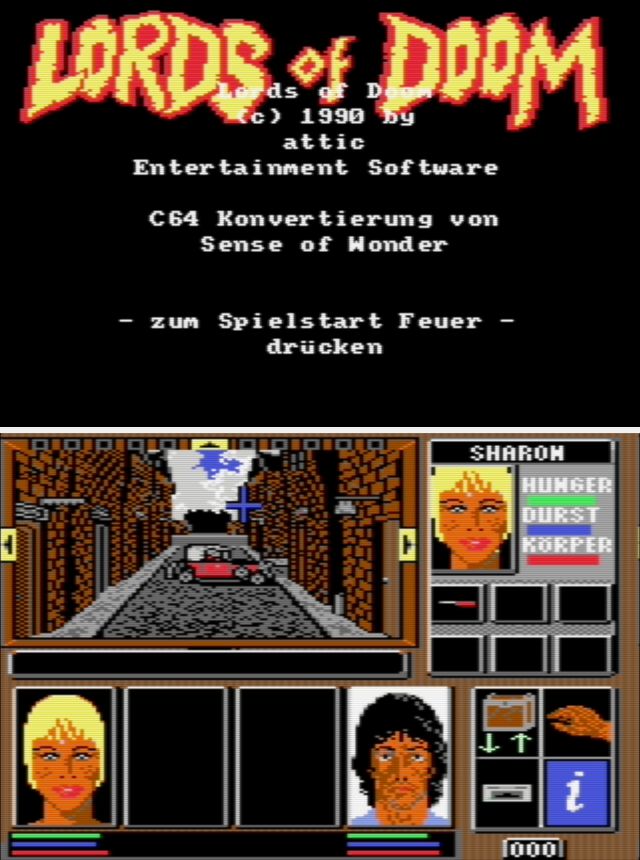 LORDS of DOOM
Lords of Doom
(c) 1990 by
attic
Entertainment Software
C64 Konvertierung von
Sense of Wonder
- zum Spielstart Feuer -
drücken
SHARON
HUNGER
DURST
KÖRPER
i
000